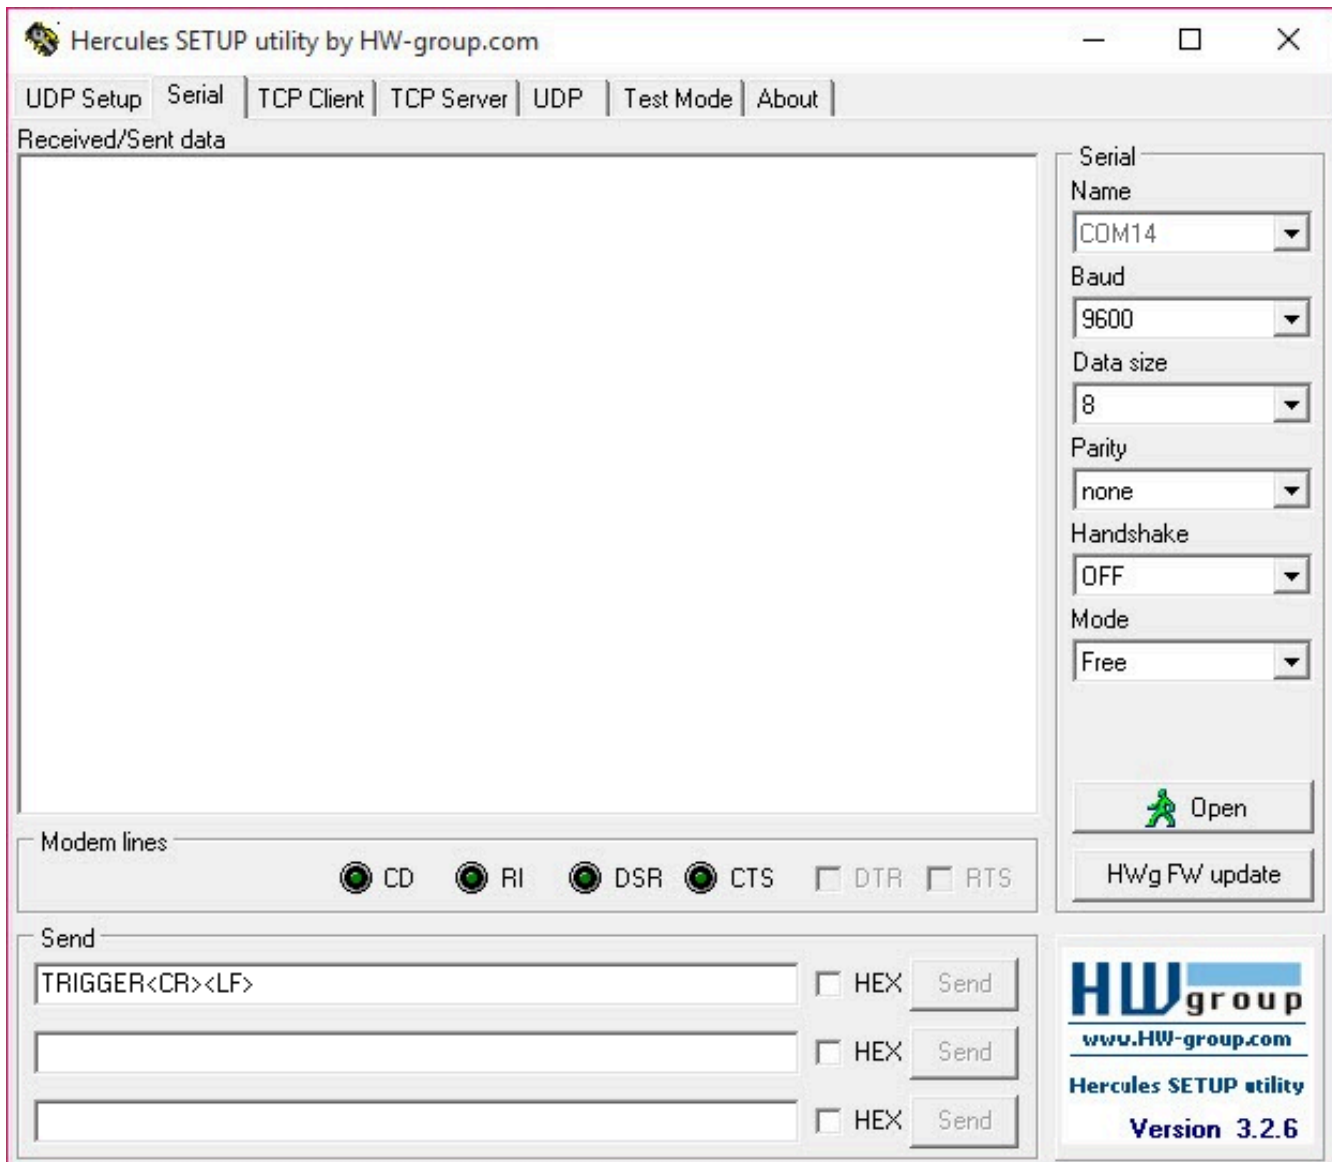 Hercules SETUP utility by HW-group.com
UDP Setup Serial TCP Client TCP Server UDP Test Mode About
Received/Sent data
Serial
Name
COM14
Baud
9600
Data size
8
Parity
none
Handshake
OFF
Mode
Free
Open
HWg FW update
Modem lines
CD RI DSR CTS DTR RTS
Send
TRIGGER<CR><LF> HEX Send
HEX Send
HEX Send
HW group
www.HW-group.com
Hercules SETUP utility
Version 3.2.6